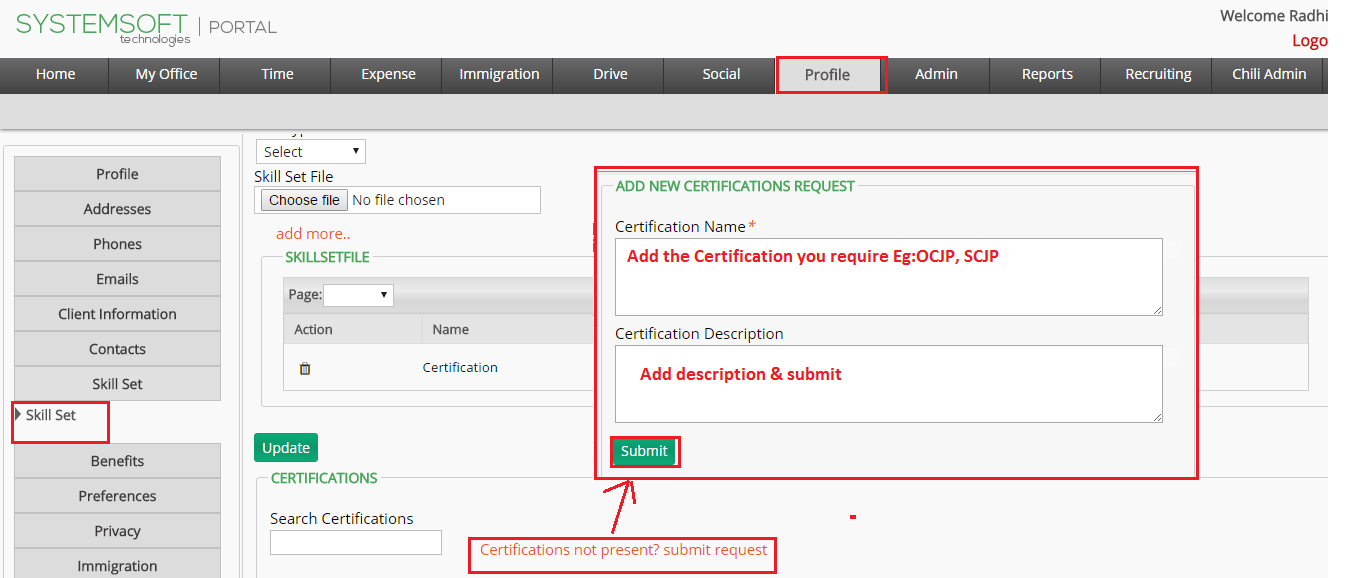 SYSTEMSOFT | PORTAL
technologies
Welcome Radhi
Logo
Home My Office Time Expense Immigration Drive Social Profile Admin Reports Recruiting Chili Admin
Profile
Addresses
Phones
Emails
Client Information
Contacts
Skill Set
Skill Set
Benefits
Preferences
Privacy
Immigration
Select
Skill Set File
Choose file No file chosen
add more..
SKILLSETFILE
Page:
Action Name
Certification
Update
CERTIFICATIONS
Search Certifications
Certifications not present? submit request
ADD NEW CERTIFICATIONS REQUEST
Certification Name*
Add the Certification you require Eg:OCJP, SCJP
Certification Description
Add description & submit
Submit